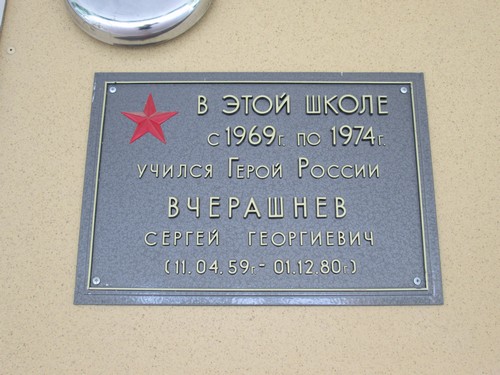 В ЭТОЙ ШКОЛЕ
С 1969г. ПО 1974г.
УЧИЛСЯ ГЕРОЙ РОССИИ
ВЧЕРАШНЕВ
СЕРГЕЙ ГЕОРГИЕВИЧ
(11.04.59г-01.12.80г.)